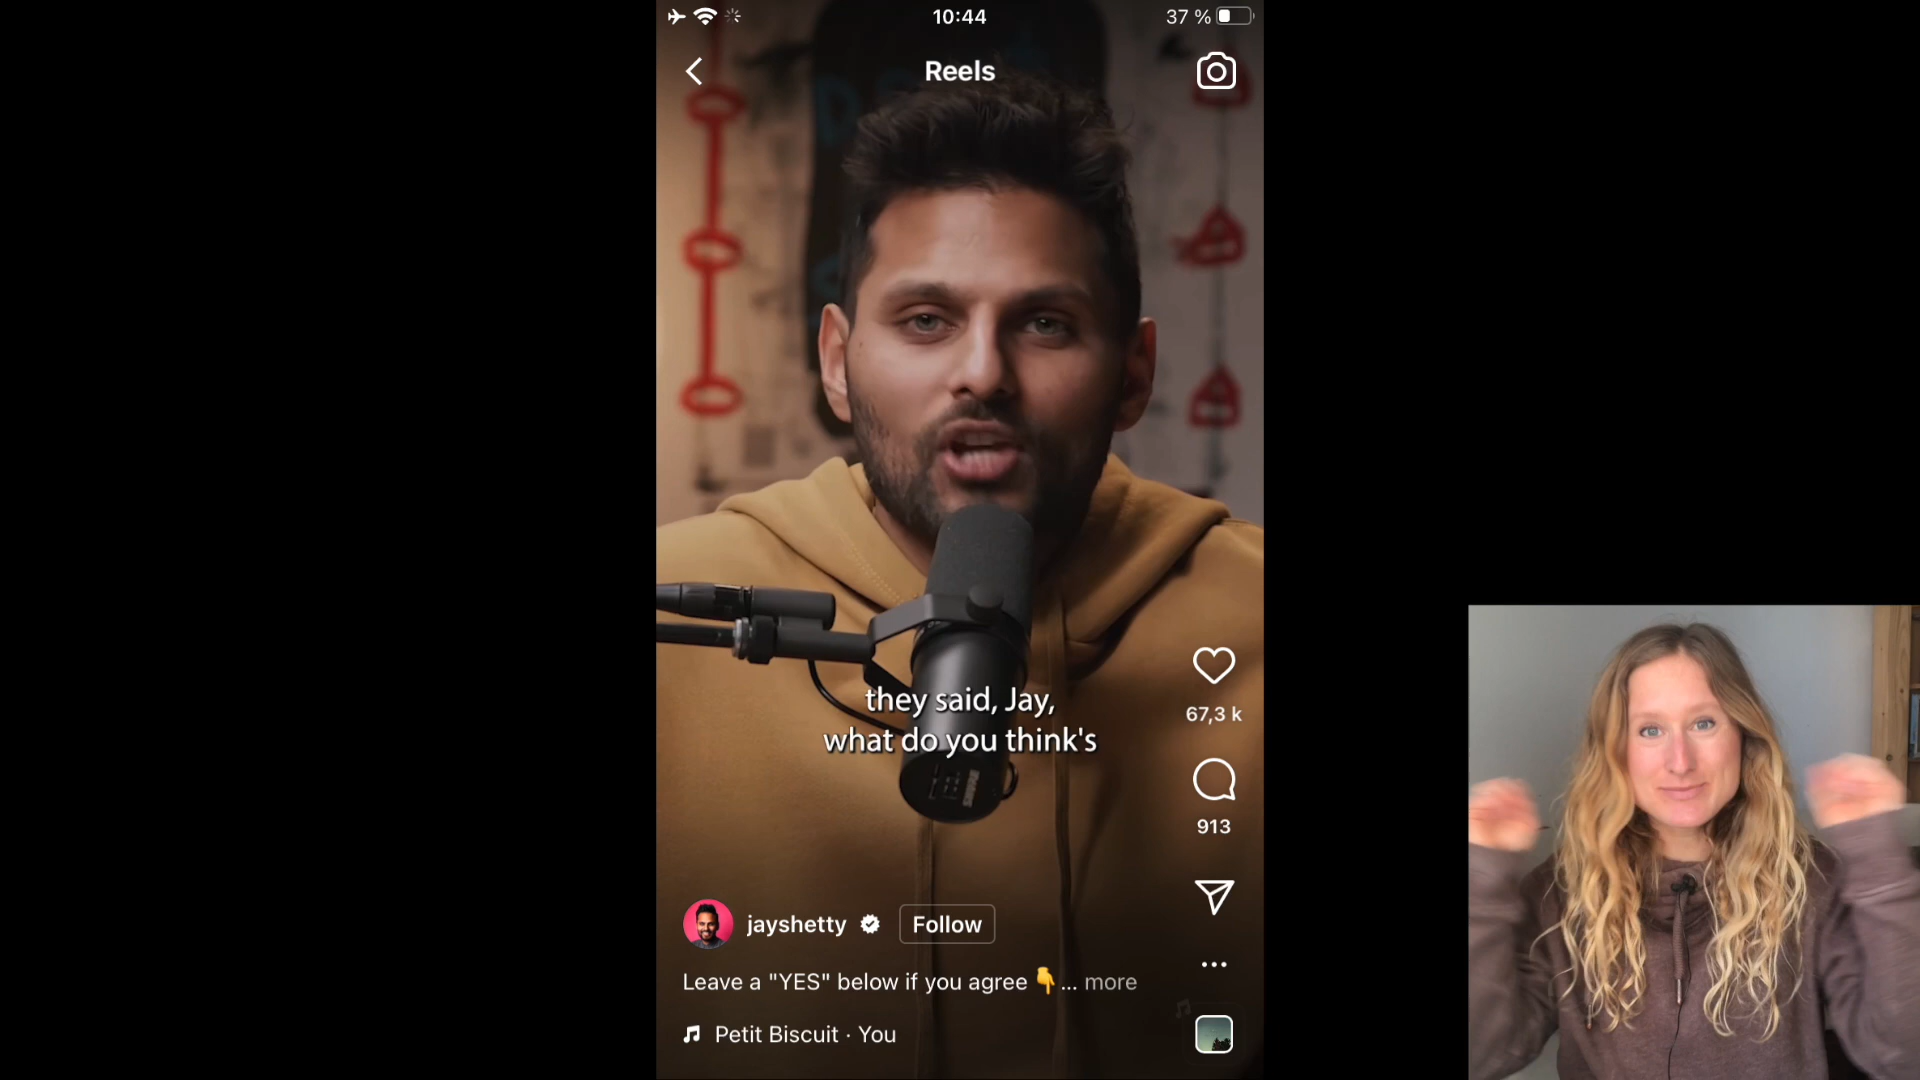 10:44
37 %
Reels
they said, Jay,
what do you think's
67,3 k
913
jayshetty
Follow
Leave a "YES" below if you agree 👇... more
Petit Biscuit · You